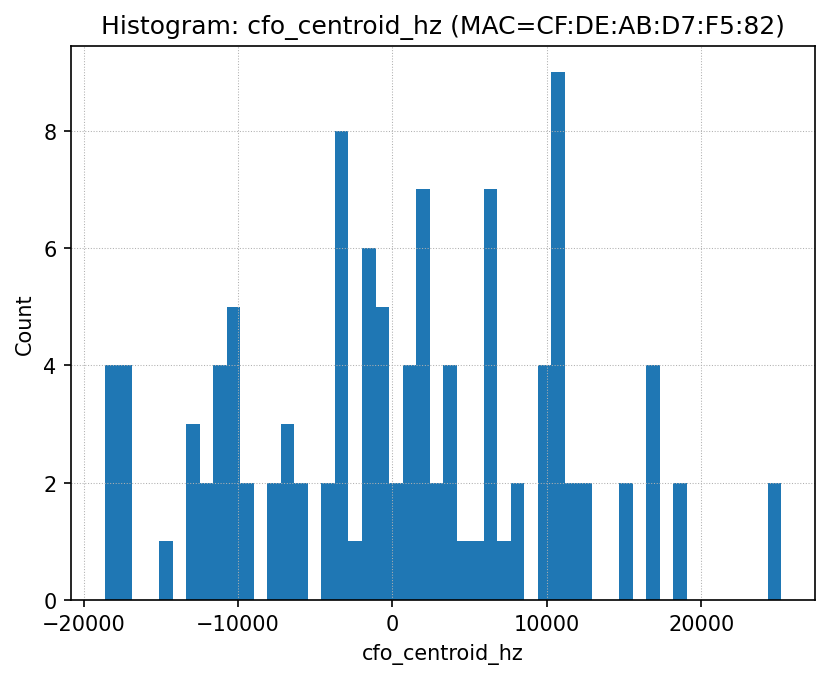 Histogram: cfo_centroid_hz (MAC=CF:DE:AB:D7:F5:82)
Count
8
6
4
2
0
−20000 −10000 0 10000 20000
cfo_centroid_hz